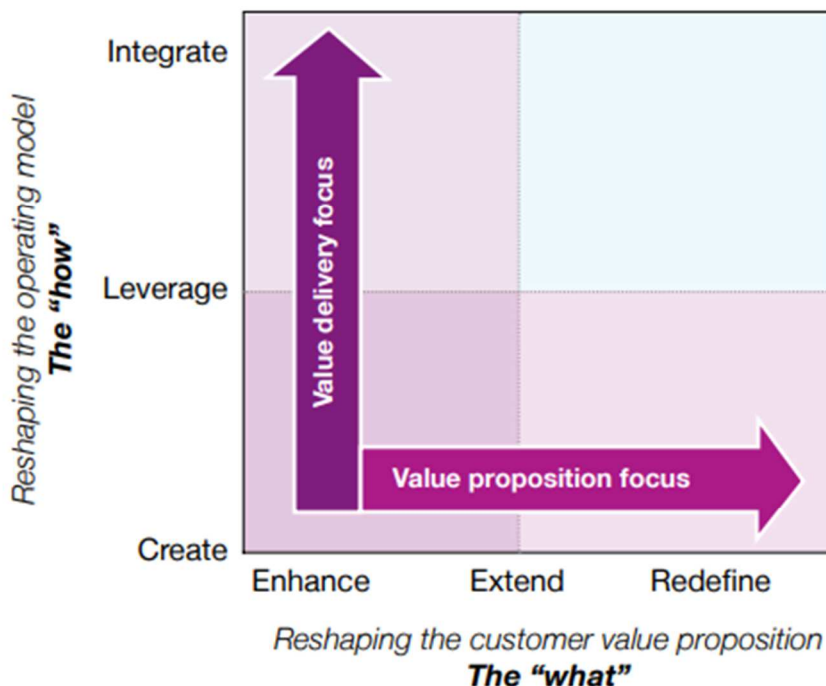 Integrate
Leverage
Create
Reshaping the operating model
The “how”
Value delivery focus
Value proposition focus
Enhance
Extend
Redefine
Reshaping the customer value proposition
The “what”